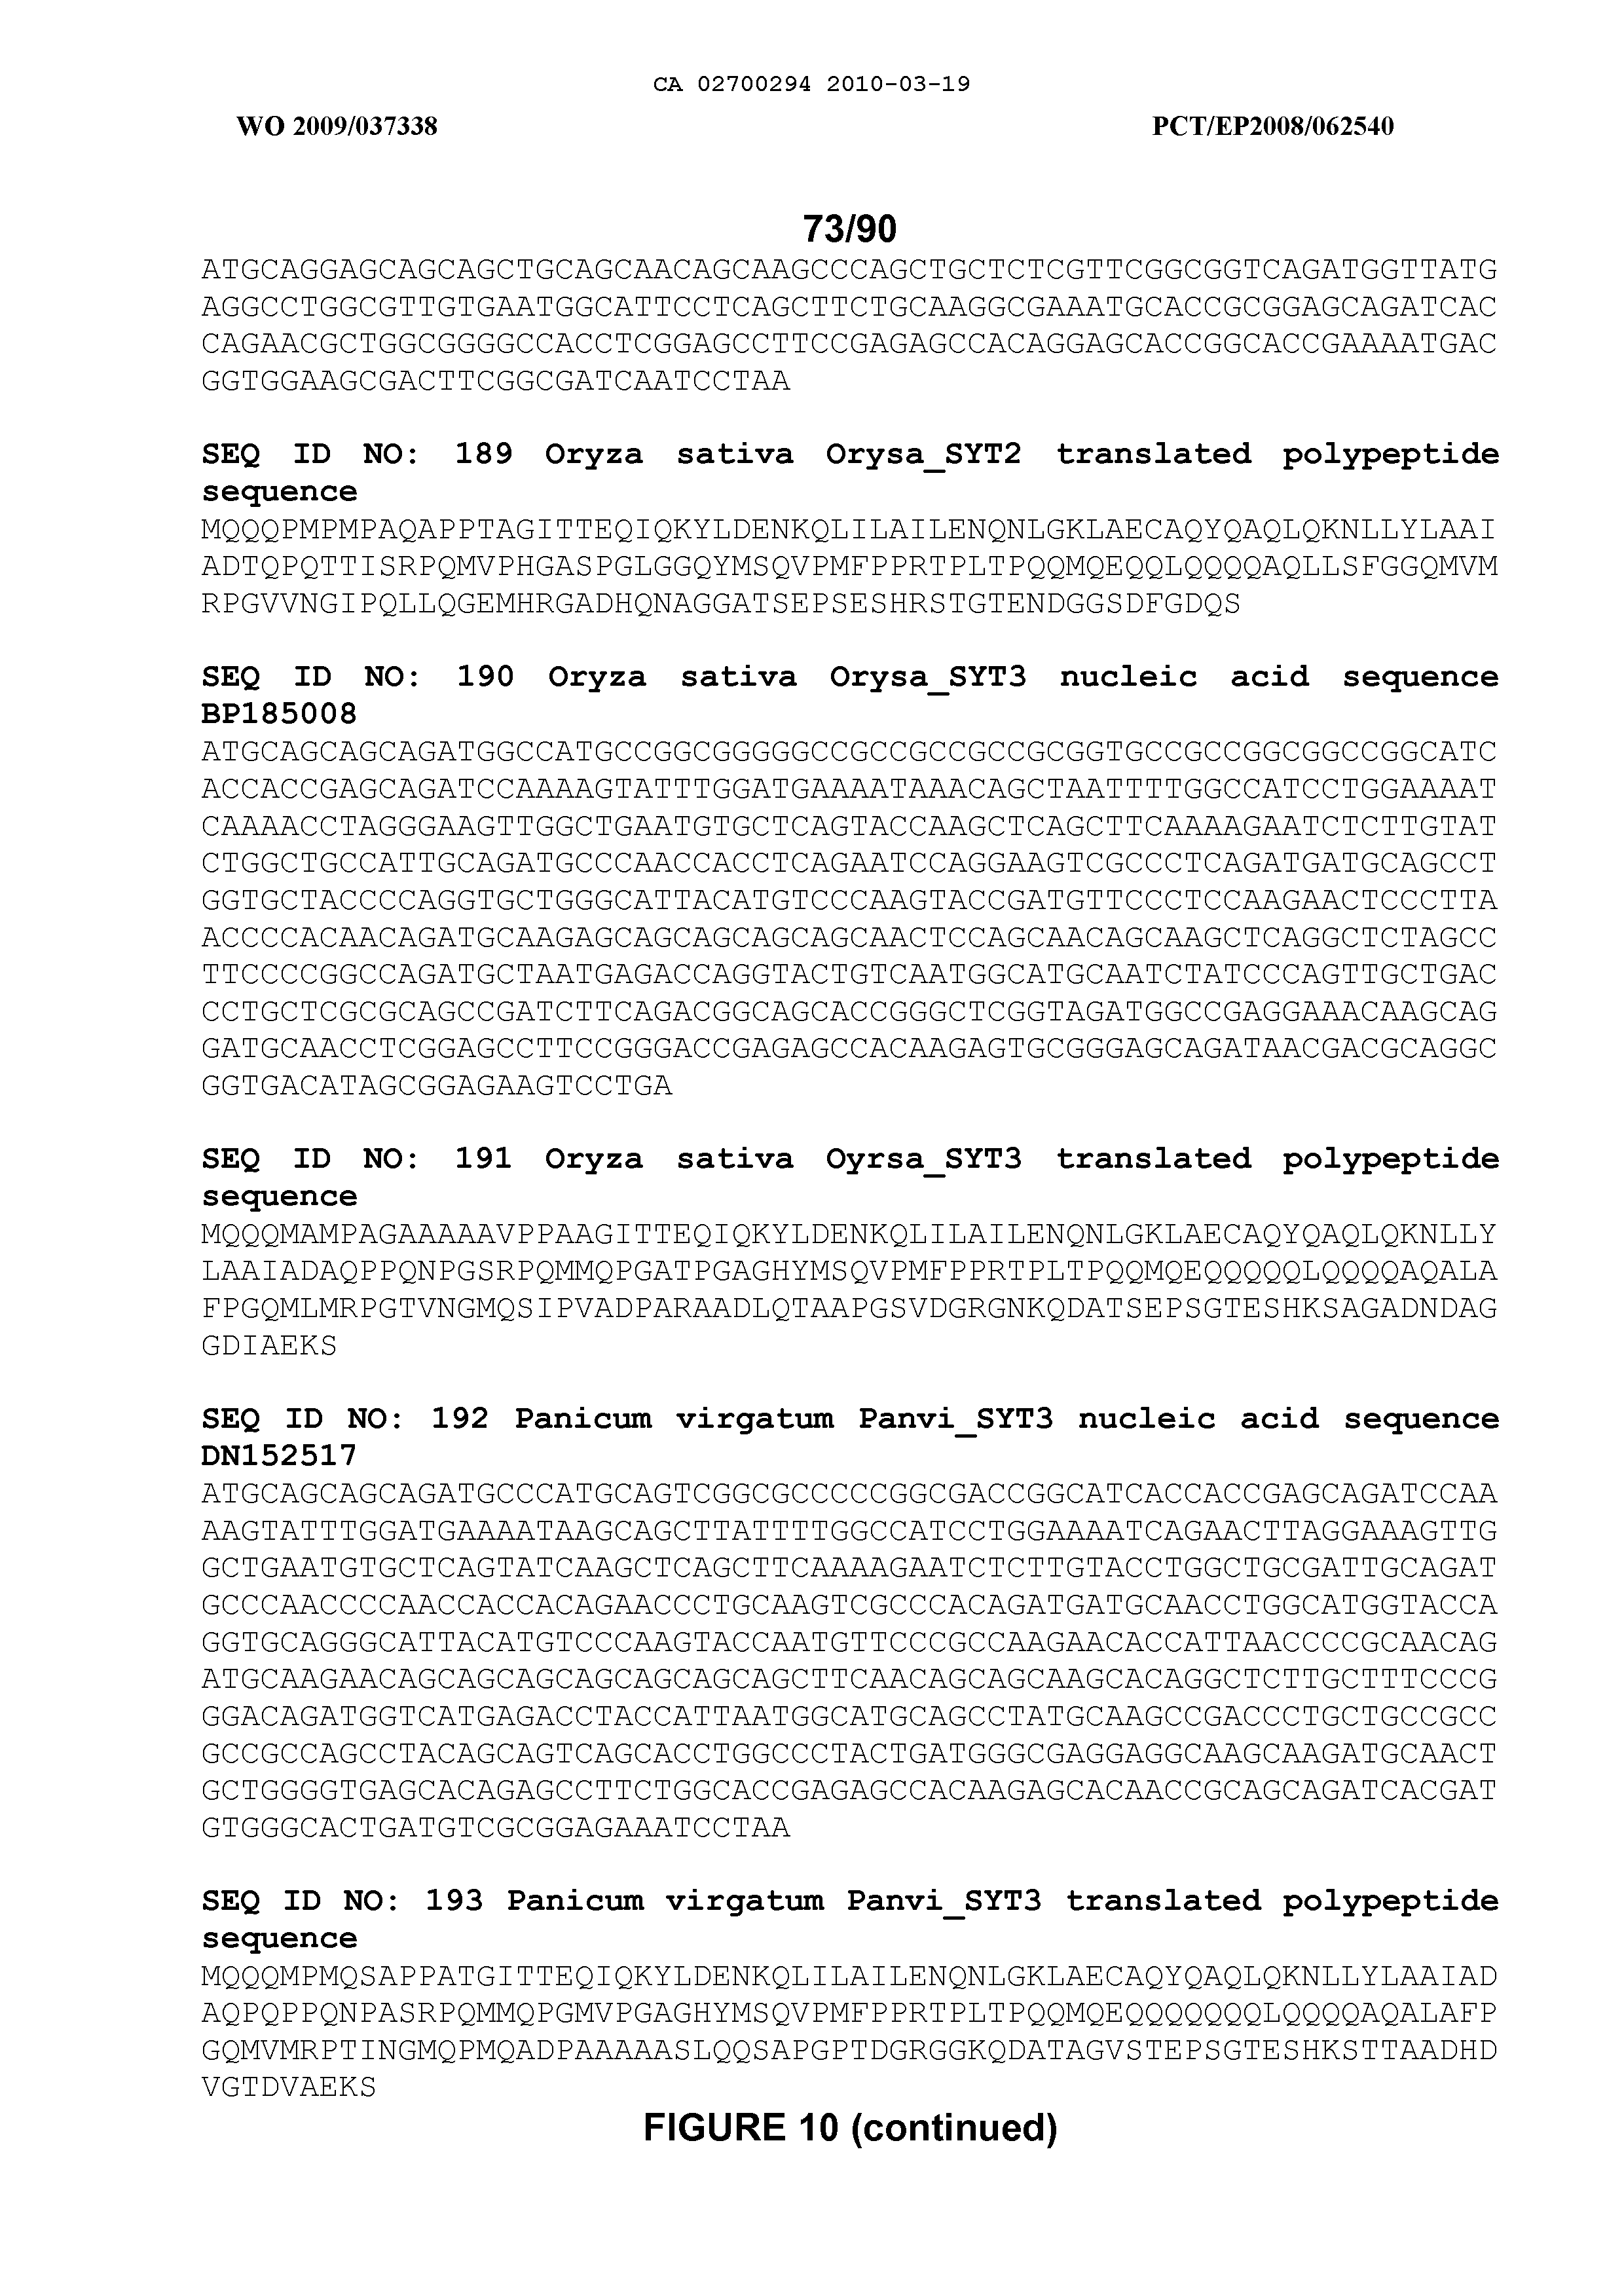 CA 02700294 2010-03-19
WO 2009/037338 PCT/EP2008/062540
73/90
ATGCAGGAGCAGCAGCTGCAGCAACAGCAAGCCCAGCTGCTCTCGTTCGGCGGTCAGATGGTTATG
AGGCCTGGCGTTGTGAATGGCATTCCTCAGCTTCTGCAAGGCGAAATGCACCGCGGAGCAGATCAC
CAGAACGCTGGCGGGGCCACCTCGGAGCCTTCCGAGAGCCACAGGAGCACCGGCACCGAAAATGAC
GGTGGAAGCGACTTCGGCGATCAATCCTAA
SEQ ID NO: 189 Oryza sativa Orysa_SYT2 translated polypeptide
sequence
MQQQPMPMPAQAPPTAGITTEQIQKYLDENKQLILAILENQNLGKLAECAQYQAQLQKNLLYLAAI
ADTQPQTTISRPQMVPHGASPGLGGQYMSQVPMFPPRTPLTPQQMQEQQLQQQQAQLLSFGGQMVM
RPGVVNGIPQLLQGEMHRGADHQNAGGATSEPSESHRSTGTENDGGSDFGDQS
SEQ ID NO: 190 Oryza sativa Orysa_SYT3 nucleic acid sequence
BP185008
ATGCAGCAGCAGATGGCCATGCCGGCGGGGGCCGCCGCCGCCGCGGTGCCGCCGGCGGCCGGCATC
ACCACCGAGCAGATCCAAAAGTATTTGGATGAAAATAAACAGCTAATTTTGGCCATCCTGGAAAAT
CAAAACCTAGGGAAGTTGGCTGAATGTGCTCAGTACCAAGCTCAGCTTCAAAAGAATCTCTTGTAT
CTGGCTGCCATTGCAGATGCCCAACCACCTCAGAATCCAGGAAGTCGCCCTCAGATGATGCAGCCT
GGTGCTACCCCAGGTGCTGGGCATTACATGTCCCAAGTACCGATGTTCCCTCCAAGAACTCCCTTA
ACCCCACAACAGATGCAAGAGCAGCAGCAGCAGCAACTCCAGCAACAGCAAGCTCAGGCTCTAGCC
TTCCCCGGCCAGATGCTAATGAGACCAGGTACTGTCAATGGCATGCAATCTATCCCAGTTGCTGAC
CCTGCTCGCGCAGCCGATCTTCAGACGGCAGCACCGGGCTCGGTAGATGGCCGAGGAAACAAGCAG
GATGCAACCTCGGAGCCTTCCGGGACCGAGAGCCACAAGAGTGCGGGAGCAGATAACGACGCAGGC
GGTGACATAGCGGAGAAGTCCTGA
SEQ ID NO: 191 Oryza sativa Oyrsa_SYT3 translated polypeptide
sequence
MQQQMAMPAGAAAAAVPPAAGITTEQIQKYLDENKQLILAILENQNLGKLAECAQYQAQLQKNLLY
LAAIADAQPPQNPGSRPQMMQPGATPGAGHYMSQVPMFPPRTPLTPQQMQEQQQQQLQQQQAQALA
FPGQMLMRPGTVNGMQSIPVADPARAADLQTAAPGSVDGRGNKQDATSEPSGTESHKSAGADNDAG
GDIAEKS
SEQ ID NO: 192 Panicum virgatum Panvi_SYT3 nucleic acid sequence
DN152517
ATGCAGCAGCAGATGCCCATGCAGTCGGCGCCCCCGGCGACCGGCATCACCACCGAGCAGATCCAA
AAGTATTTGGATGAAAATAAGCAGCTTATTTTGGCCATCCTGGAAAATCAGAACTTAGGAAAGTTG
GCTGAATGTGCTCAGTATCAAGCTCAGCTTCAAAAGAATCTCTTGTACCTGGCTGCGATTGCAGAT
GCCCAACCCCAACCACCACAGAACCCTGCAAGTCGCCCACAGATGATGCAACCTGGCATGGTACCA
GGTGCAGGGCATTACATGTCCCAAGTACCAATGTTCCCGCCAAGAACACCATTAACCCCGCAACAG
ATGCAAGAACAGCAGCAGCAGCAGCAGCAGCTTCAACAGCAGCAAGCACAGGCTCTTGCTTTCCCG
GGACAGATGGTCATGAGACCTACCATTAATGGCATGCAGCCTATGCAAGCCGACCCTGCTGCCGCC
GCCGCCAGCCTACAGCAGTCAGCACCTGGCCCTACTGATGGGCGAGGAGGCAAGCAAGATGCAACT
GCTGGGGTGAGCACAGAGCCTTCTGGCACCGAGAGCCACAAGAGCACAACCGCAGCAGATCACGAT
GTGGGCACTGATGTCGCGGAGAAATCCTAA
SEQ ID NO: 193 Panicum virgatum Panvi_SYT3 translated polypeptide
sequence
MQQQMPMQSAPPATGITTEQIQKYLDENKQLILAILENQNLGKLAECAQYQAQLQKNLLYLAAIAD
AQPQPPQNPASRPQMMQPGMVPGAGHYMSQVPMFPPRTPLTPQQMQEQQQQQQQLQQQQAQALAFP
GQMVMRPTINGMQPMQADPAAAAASLQQSAPGPTDGRGGKQDATAGVSTEPSGTESHKSTTAADHD
VGTDVAEKS
FIGURE 10 (continued)